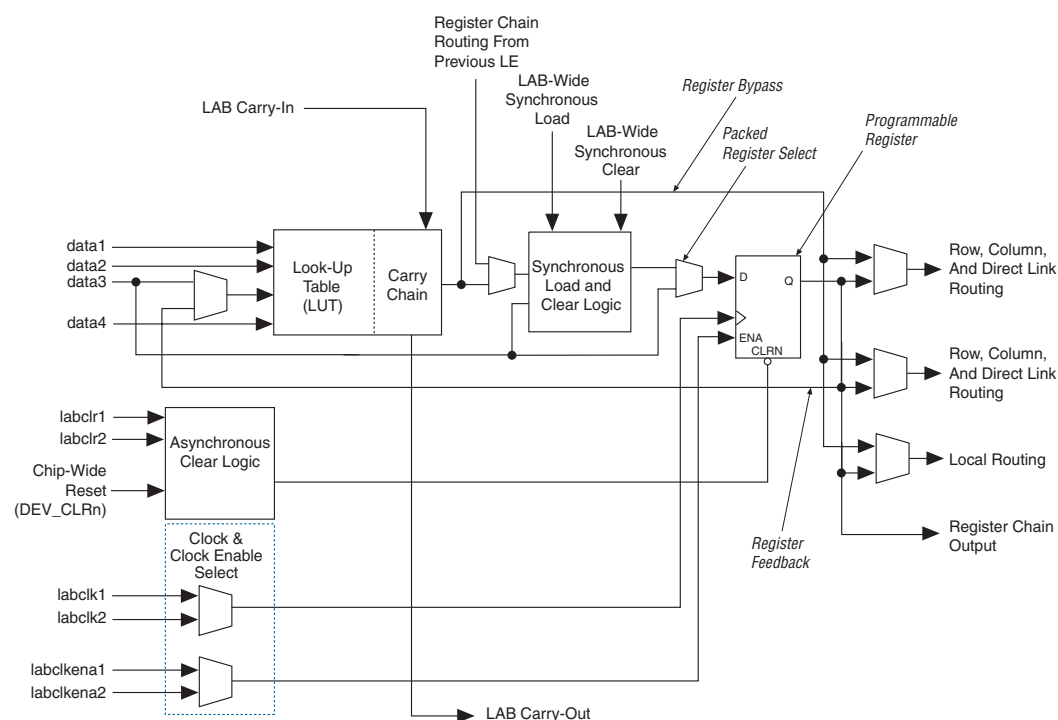 Register Chain
Routing From
Previous LE
LAB-Wide
Synchronous
Load
Register Bypass
LAB Carry-In
LAB-Wide
Synchronous
Clear
Packed
Register Select
Programmable
Register
data1
data2
data3
data4
Look-Up
Table
(LUT)
Carry
Chain
Synchronous
Load and
Clear Logic
D
Q
ENA
CLRN
Row, Column,
And Direct Link
Routing
Row, Column,
And Direct Link
Routing
Local Routing
Register Chain
Output
labclr1
labclr2
Chip-Wide
Reset
(DEV_CLRn)
Asynchronous
Clear Logic
Register
Feedback
Clock &
Clock Enable
Select
labclk1
labclk2
labclkena1
labclkena2
LAB Carry-Out